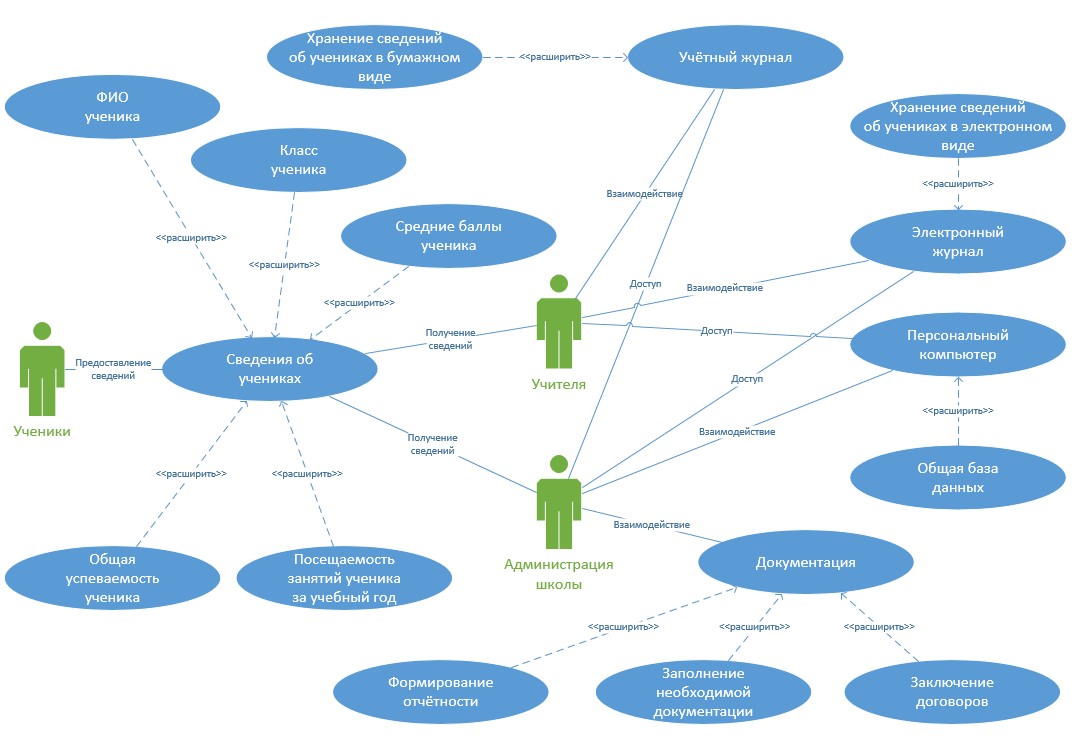 Хранение сведений
об учениках в бумажном
виде
<<расширить>>
Учётный журнал
ФИО
ученика
Хранение сведений
об учениках в электронном
виде
Класс
ученика
<<расширить>>
Взаимодействие
Средние баллы
ученика
Электронный
журнал
<<расширить>>
<<расширить>>
Доступ
Взаимодействие
<<расширить>>
Получение
сведений
Доступ
Персональный
компьютер
Предоставление
сведений
Сведения об
учениках
Учителя
Доступ
<<расширить>>
Ученики
Взаимодействие
Получение
сведений
<<расширить>>
<<расширить>>
Общая база
данных
Взаимодействие
Общая
успеваемость
ученика
Посещаемость
занятий ученика
за учебный год
Администрация
школы
Документация
<<расширить>>
<<расширить>>
<<расширить>>
Формирование
отчётности
Заполнение
необходимой
документации
Заключение
договоров